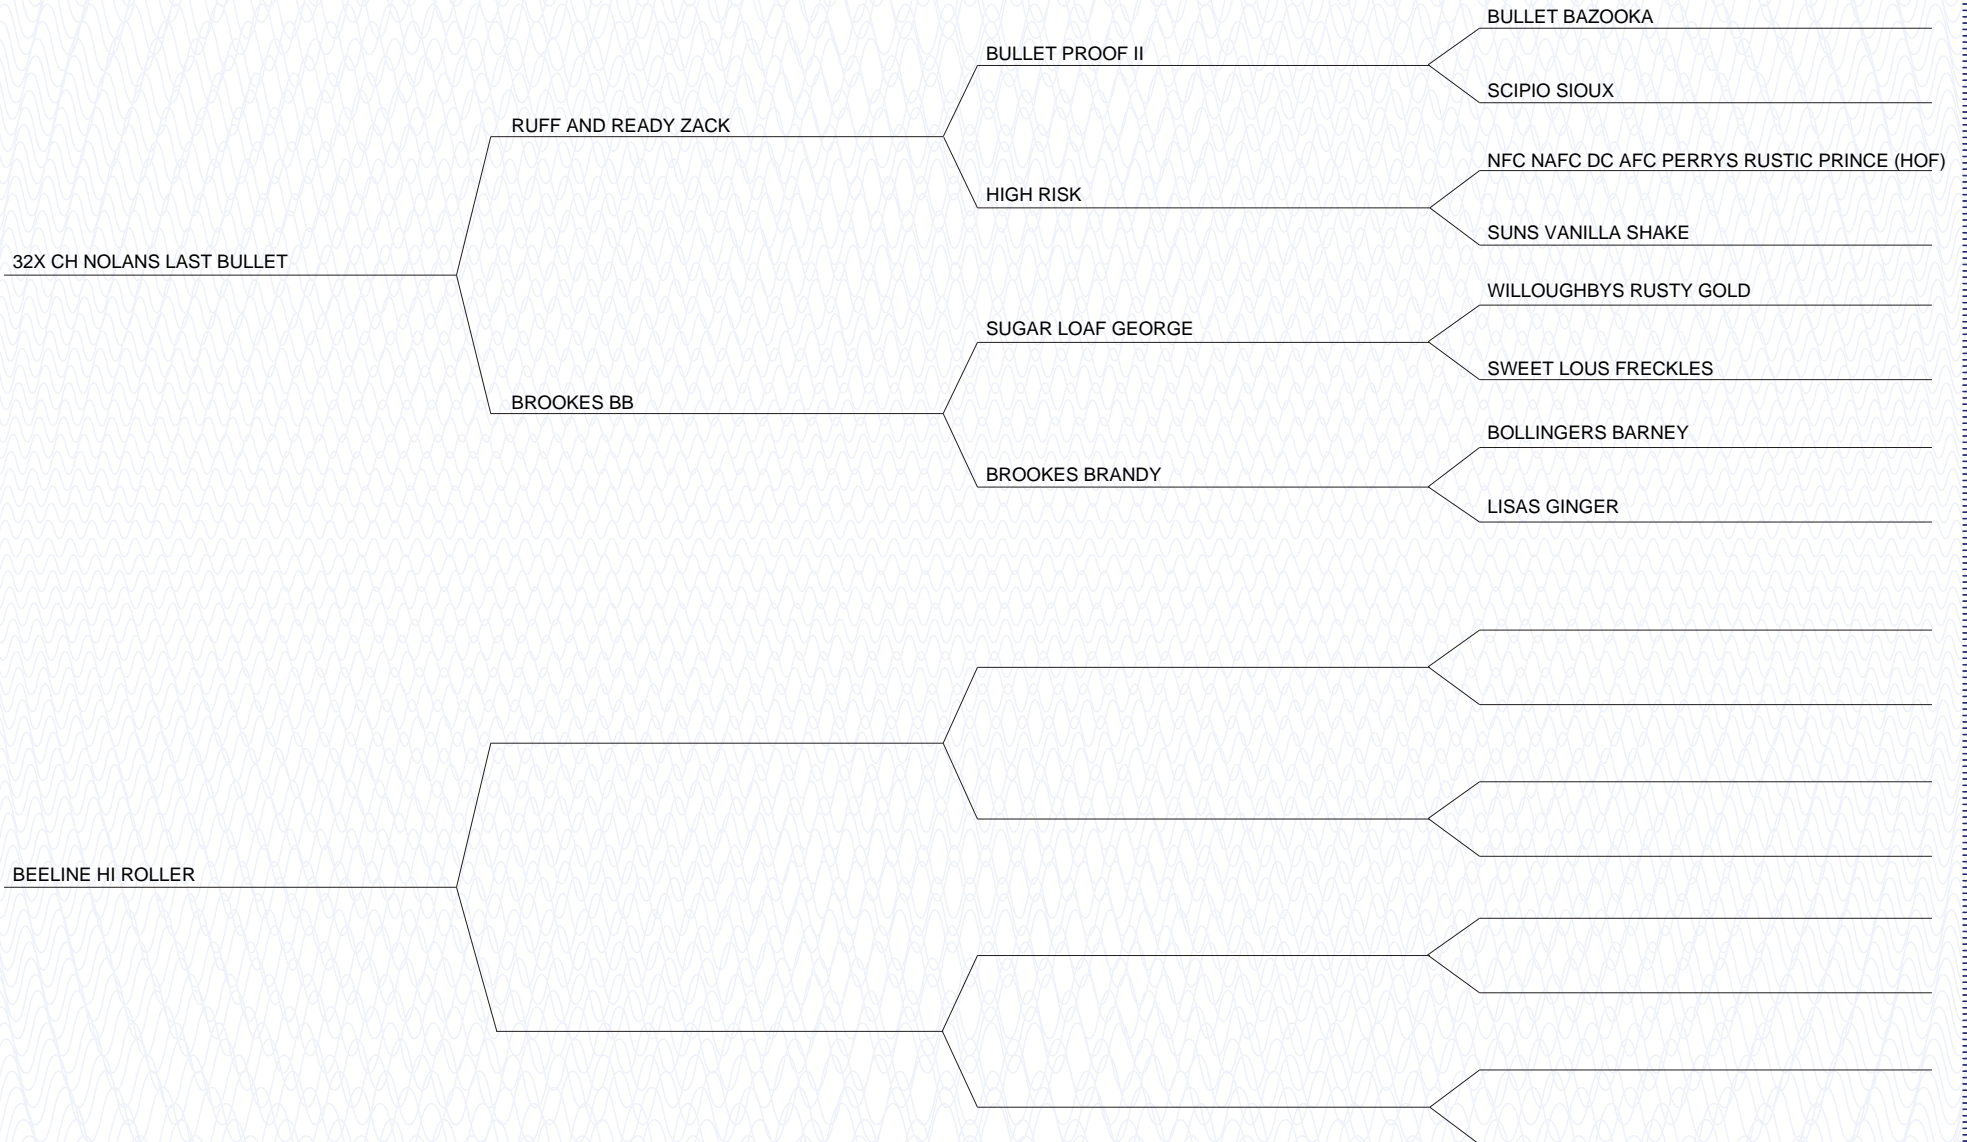 BULLET BAZOOKA
BULLET PROOF II
SCIPIO SIOUX
RUFF AND READY ZACK
NFC NAFC DC AFC PERRYS RUSTIC PRINCE (HOF)
HIGH RISK
SUNS VANILLA SHAKE
32X CH NOLANS LAST BULLET
WILLOUGHBYS RUSTY GOLD
SUGAR LOAF GEORGE
SWEET LOUS FRECKLES
BROOKES BB
BOLLINGERS BARNEY
BROOKES BRANDY
LISAS GINGER
BEELINE HI ROLLER